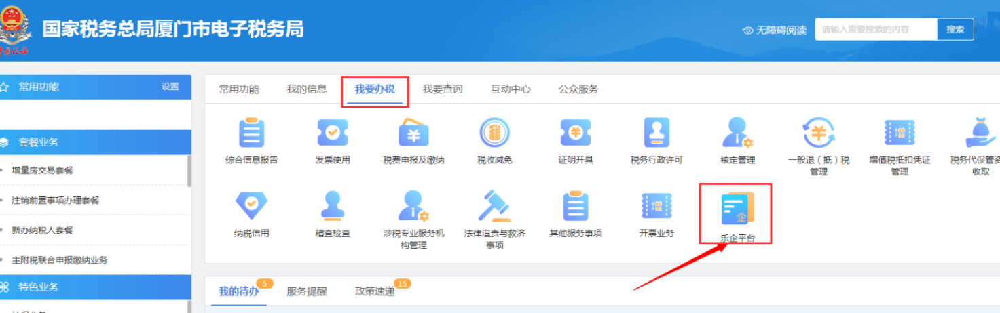 国家税务总局厦门市电子税务局
无障碍阅读
请输入需要搜索的内容
搜索
常用功能
设置
套餐业务
增量房交易套餐
注销前置事项办理套餐
新办纳税人套餐
主附税联合申报缴纳业务
特色业务
常用功能 我的信息 我要办税 我要查询 互动中心 公众服务
综合信息报告
发票使用
税费申报及缴纳
税收减免
证明开具
税务行政许可
核定管理
一般退（抵）税
管理
增值税抵扣凭证
管理
税务代保管资
收取
纳税信用
稽查检查
涉税专业服务机
构管理
法律追责与救济
事项
其他服务事项
增
开票业务
企
乐企平台
我的待办 5 服务提醒 政策速递 15